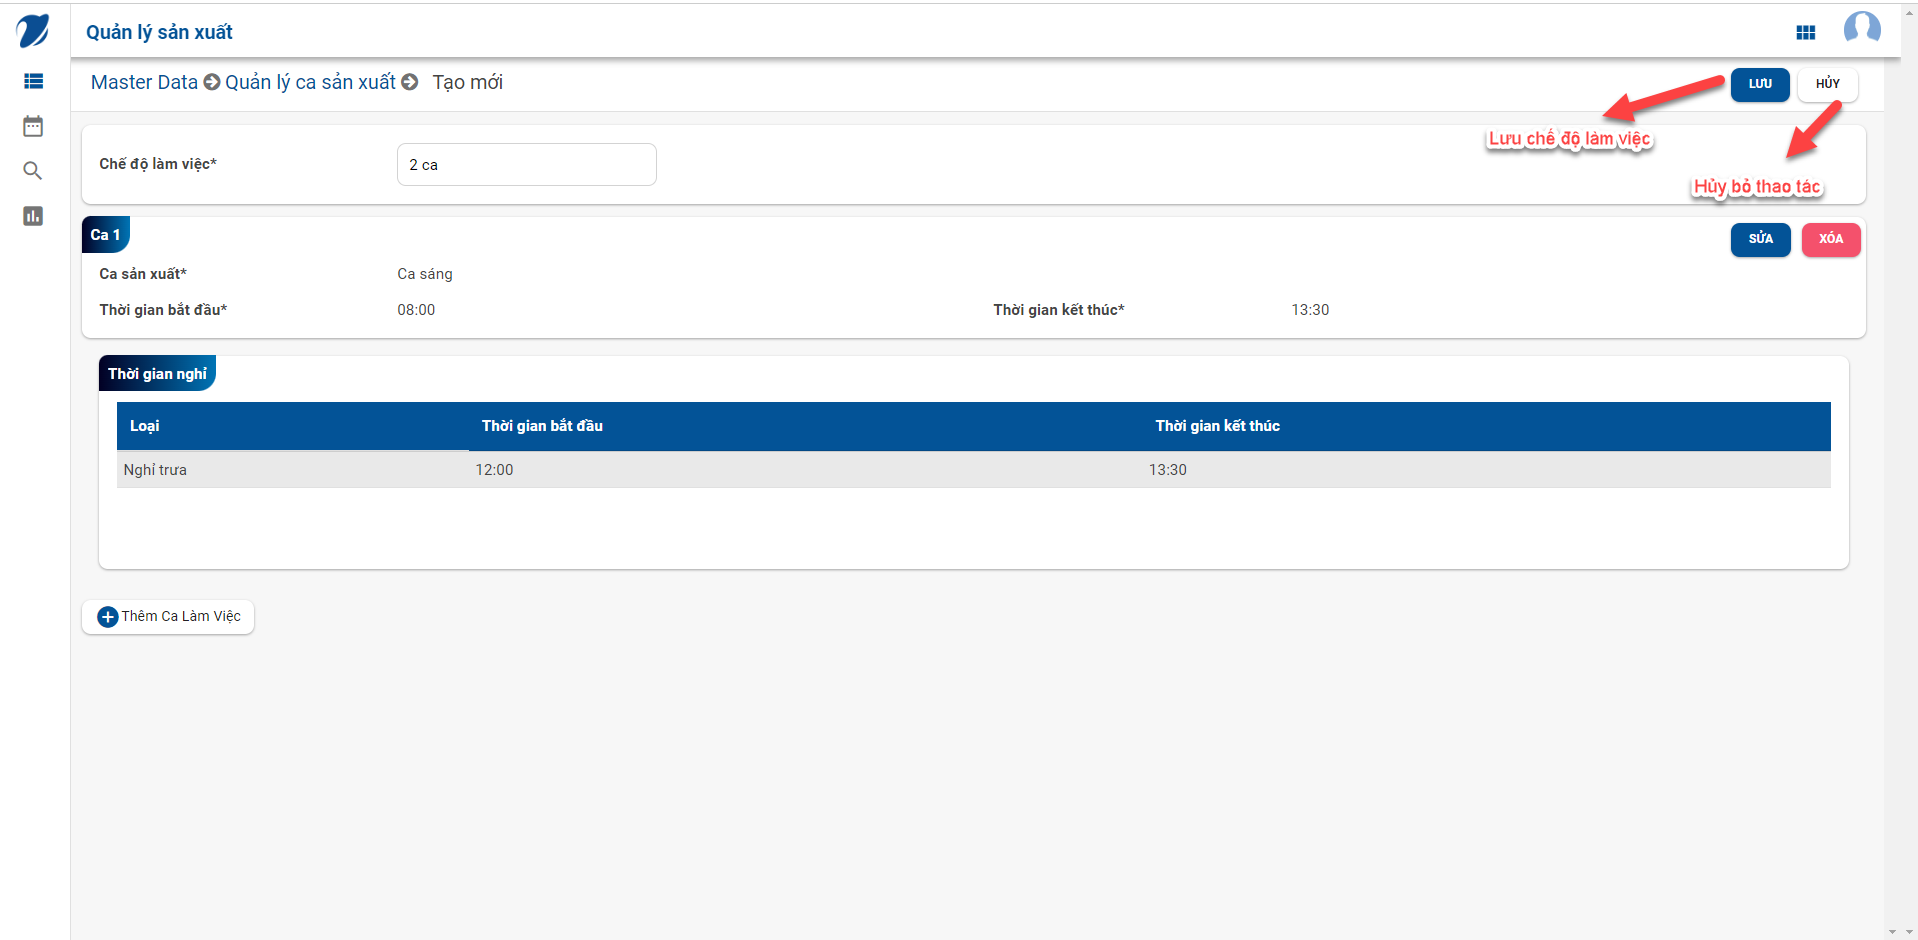 Quản lý sản xuất
Master Data Quản lý ca sản xuất Tạo mới
LƯU
HỦY
Lưu chế độ làm việc
Chế độ làm việc*
2 ca
Hủy bỏ thao tác
Ca 1
SỬA
XÓA
Ca sản xuất*
Ca sáng
Thời gian bắt đầu*
08:00
Thời gian kết thúc*
13:30
Thời gian nghỉ
Loại
Thời gian bắt đầu
Thời gian kết thúc
Nghỉ trưa
12:00
13:30
Thêm Ca Làm Việc